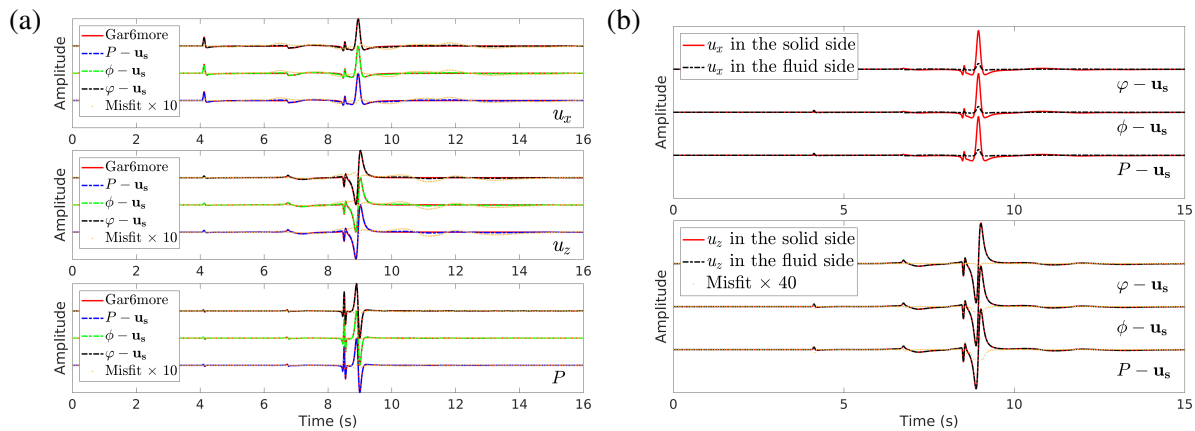 (a)
Amplitude
Gar6more
P − uₛ
ϕ − uₛ
φ − uₛ
Misfit × 10
uₓ
0 2 4 6 8 10 12 14 16
Amplitude
Gar6more
P − uₛ
ϕ − uₛ
φ − uₛ
Misfit × 10
u_z
0 2 4 6 8 10 12 14 16
Amplitude
Gar6more
P − uₛ
ϕ − uₛ
φ − uₛ
Misfit × 10
P
0 2 4 6 8 10 12 14 16
Time (s)
(b)
Amplitude
uₓ in the solid side
uₓ in the fluid side
φ − uₛ
ϕ − uₛ
P − uₛ
0 5 10 15
Amplitude
u_z in the solid side
u_z in the fluid side
Misfit × 40
φ − uₛ
ϕ − uₛ
P − uₛ
0 5 10 15
Time (s)